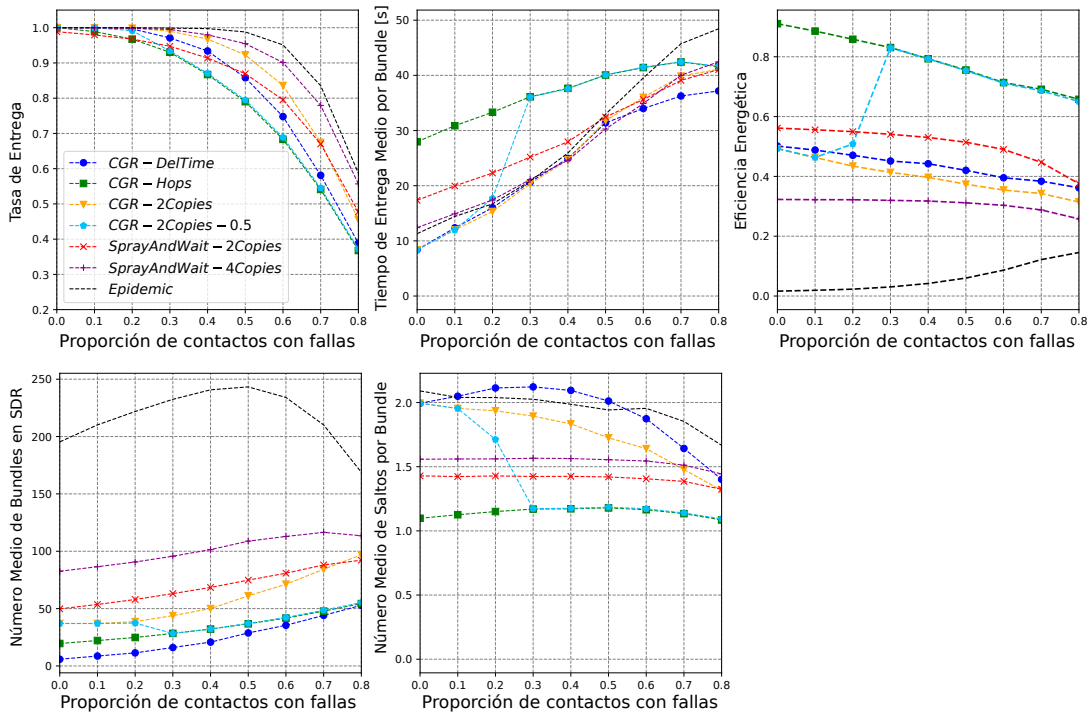 Tasa de Entrega
1.0
0.9
0.8
0.7
0.6
0.5
0.4
0.3
0.2
CGR − DelTime
CGR − Hops
CGR − 2Copies
CGR − 2Copies − 0.5
SprayAndWait − 2Copies
SprayAndWait − 4Copies
Epidemic
0.0 0.1 0.2 0.3 0.4 0.5 0.6 0.7 0.8
Proporción de contactos con fallas
Tiempo de Entrega Medio por Bundle [s]
50
40
30
20
10
0
0.0 0.1 0.2 0.3 0.4 0.5 0.6 0.7 0.8
Proporción de contactos con fallas
Eficiencia Energética
0.8
0.6
0.4
0.2
0.0
0.0 0.1 0.2 0.3 0.4 0.5 0.6 0.7 0.8
Proporción de contactos con fallas
Número Medio de Bundles en SDR
250
200
150
100
50
0
0.0 0.1 0.2 0.3 0.4 0.5 0.6 0.7 0.8
Proporción de contactos con fallas
Número Medio de Saltos por Bundle
2.0
1.5
1.0
0.5
0.0
0.0 0.1 0.2 0.3 0.4 0.5 0.6 0.7 0.8
Proporción de contactos con fallas